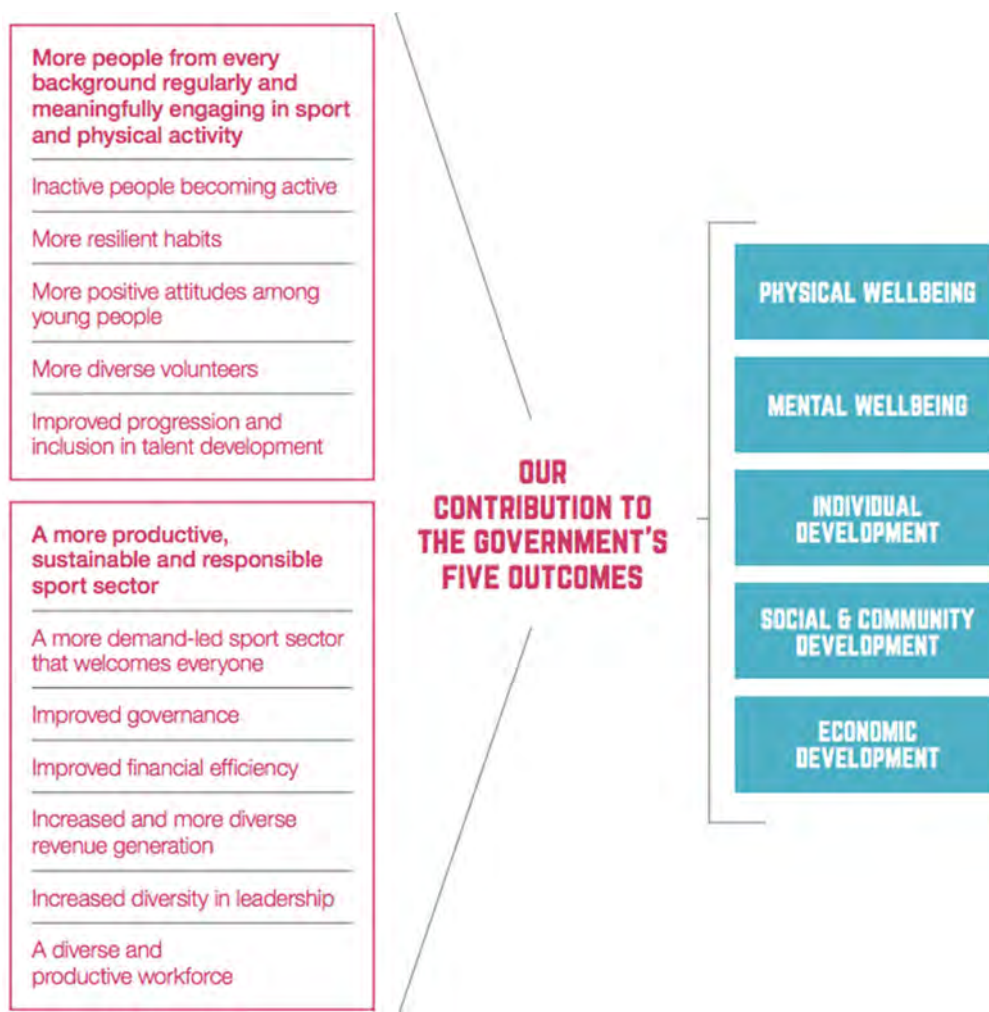 More people from every
background regularly and
meaningfully engaging in sport
and physical activity
Inactive people becoming active
More resilient habits
More positive attitudes among
young people
More diverse volunteers
Improved progression and
inclusion in talent development
A more productive,
sustainable and responsible
sport sector
A more demand-led sport sector
that welcomes everyone
Improved governance
Improved financial efficiency
Increased and more diverse
revenue generation
Increased diversity in leadership
A diverse and
productive workforce
OUR
CONTRIBUTION TO
THE GOVERNMENT'S
FIVE OUTCOMES
PHYSICAL WELLBEING
MENTAL WELLBEING
INDIVIDUAL
DEVELOPMENT
SOCIAL & COMMUNITY
DEVELOPMENT
ECONOMIC
DEVELOPMENT